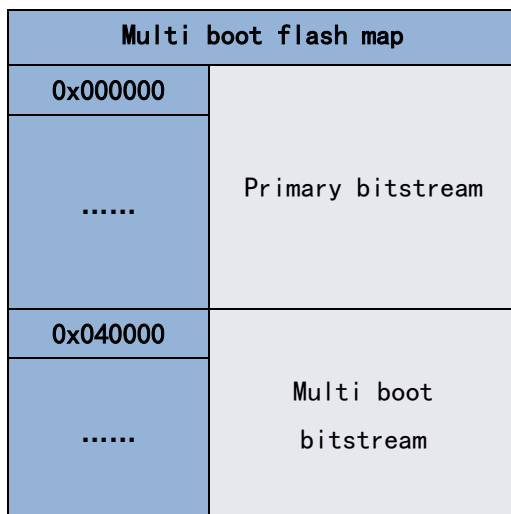 Multi boot flash map
0x000000
......
Primary bitstream
0x040000
......
Multi boot
bitstream